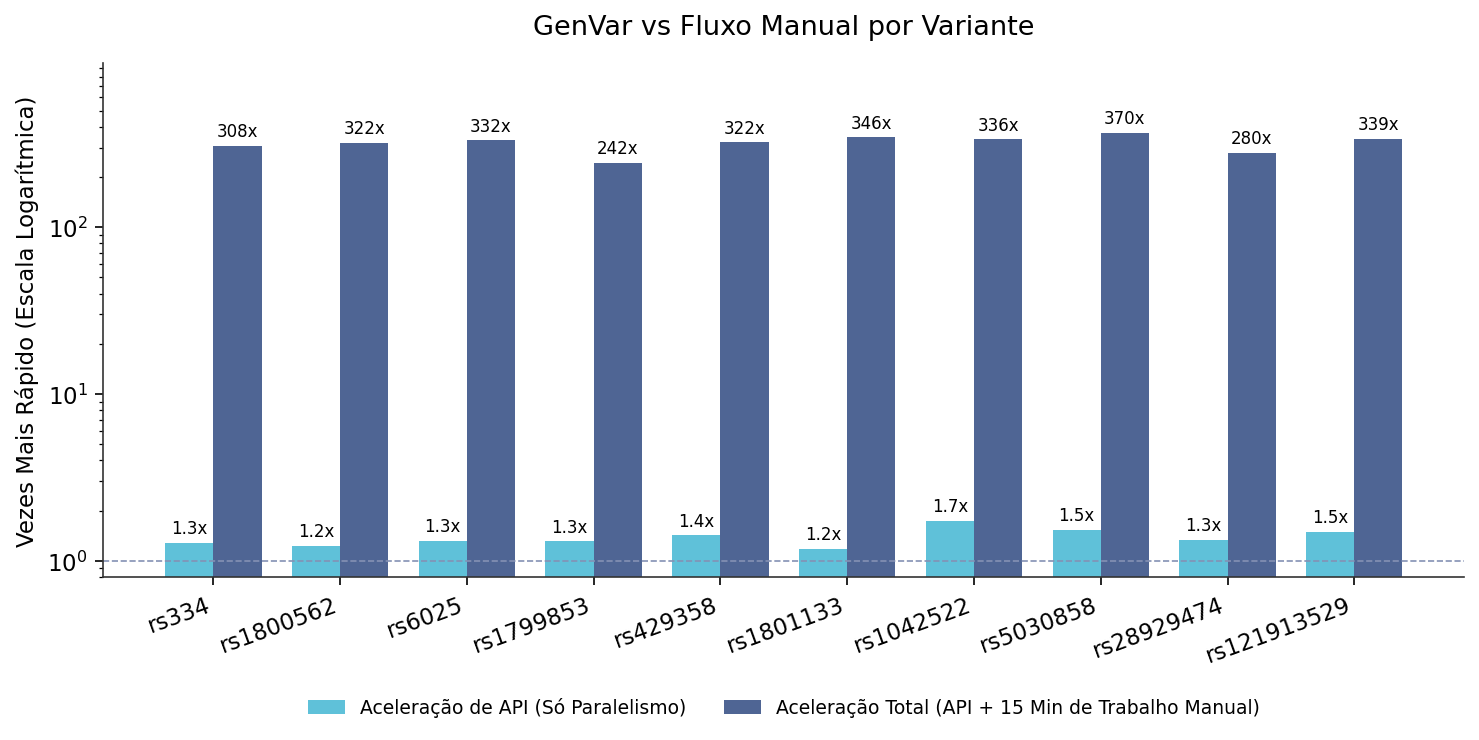 GenVar vs Fluxo Manual por Variante
Vezes Mais Rápido (Escala Logarítmica)
10²
10¹
10⁰
308x
322x
332x
242x
322x
346x
336x
370x
280x
339x
1.3x
1.2x
1.3x
1.3x
1.4x
1.2x
1.7x
1.5x
1.3x
1.5x
rs334
rs1800562
rs6025
rs1799853
rs429358
rs1801133
rs1042522
rs5030858
rs28929474
rs121913529
Aceleração de API (Só Paralelismo)
Aceleração Total (API + 15 Min de Trabalho Manual)